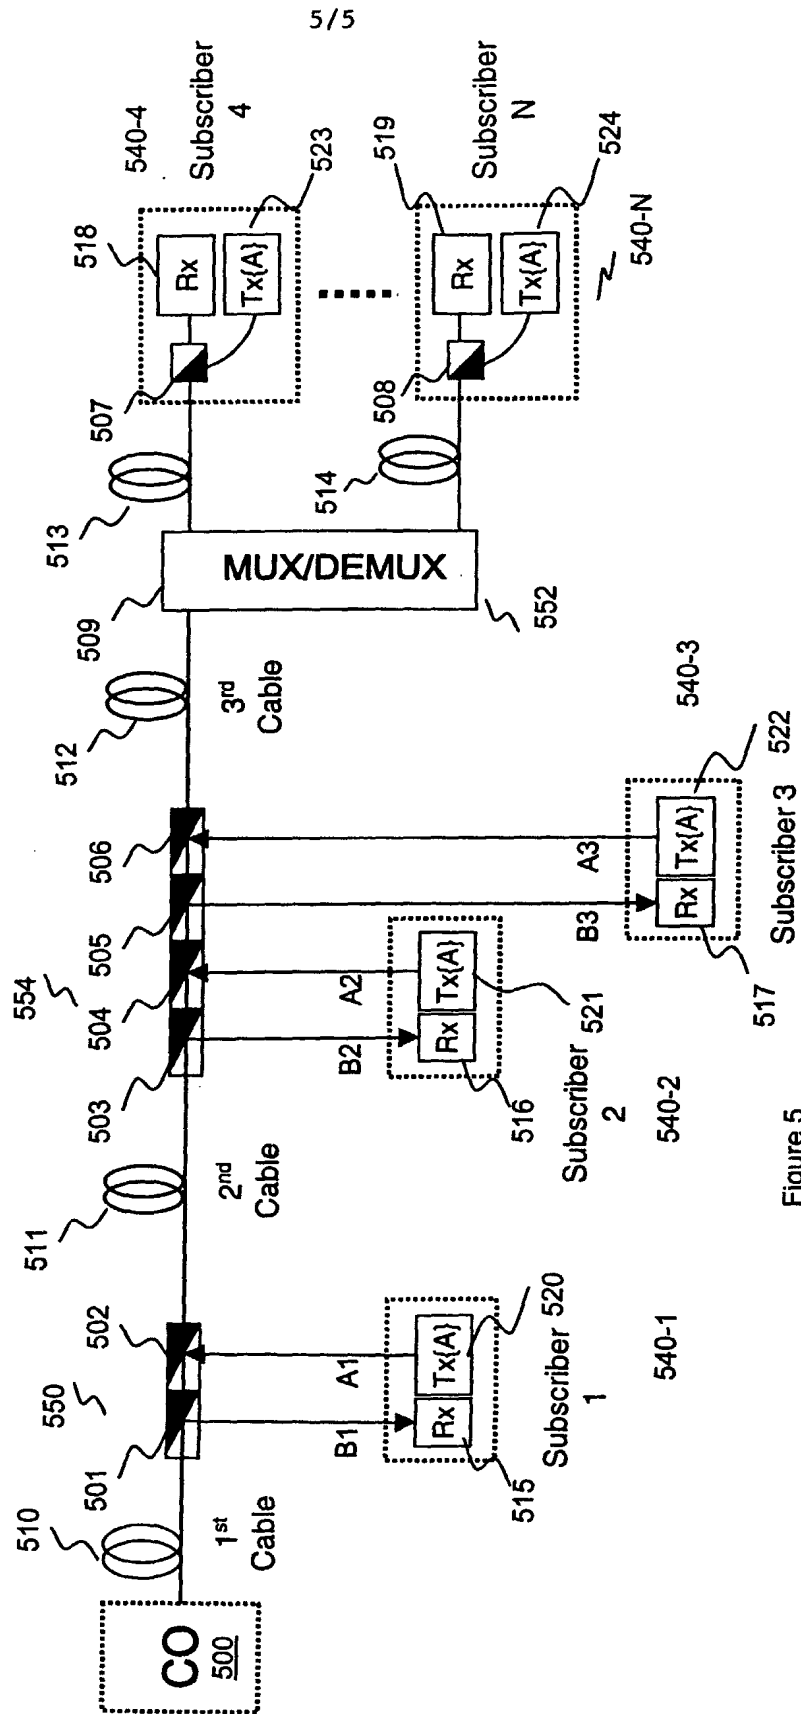 5/5
CO
500
510
1st
Cable
501
550
502
B1
A1
Rx
Tx{A}
515
520
Subscriber
1
540-1
511
2nd
Cable
503
554
504
505
506
B2
A2
Rx
Tx{A}
516
521
Subscriber
2
540-2
B3
A3
Rx
Tx{A}
517
522
Subscriber 3
540-3
512
3rd
Cable
509
MUX/DEMUX
552
513
507
518
Rx
Tx{A}
523
540-4
Subscriber
4
514
508
519
Rx
Tx{A}
524
Subscriber
N
540-N
Figure 5